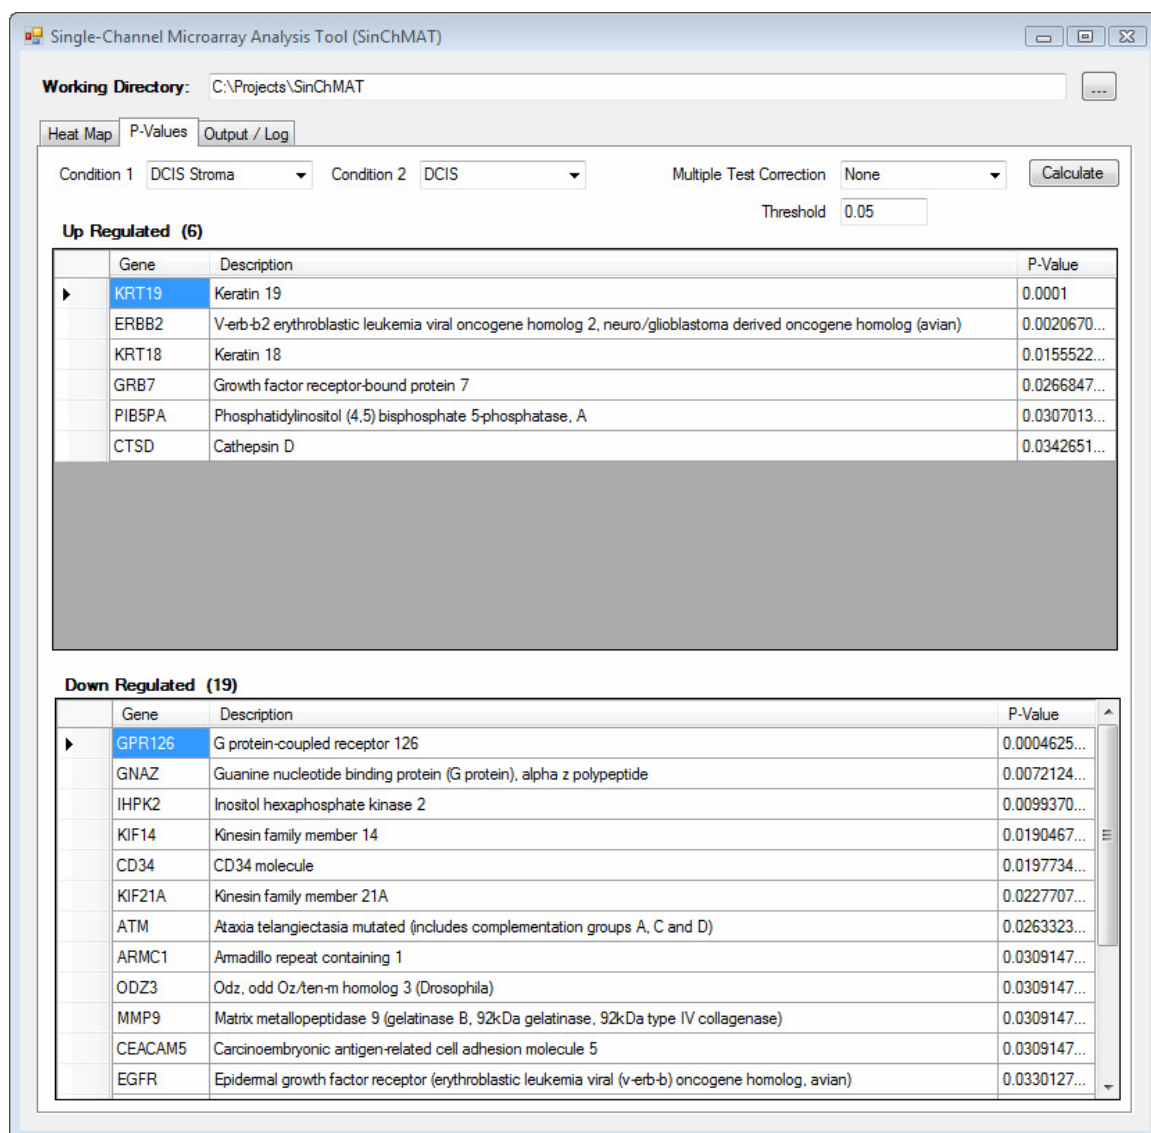 Single-Channel Microarray Analysis Tool (SinChMAT)
Working Directory: C:\Projects\SinChMAT ...
Heat Map P-Values Output / Log
Condition 1 DCIS Stroma Condition 2 DCIS Multiple Test Correction None Calculate
Threshold 0.05
Up Regulated (6)
Gene Description P-Value
KRT19 Keratin 19 0.0001
ERBB2 V-erb-b2 erythroblastic leukemia viral oncogene homolog 2, neuro/glioblastoma derived oncogene homolog (avian) 0.0020670...
KRT18 Keratin 18 0.0155522...
GRB7 Growth factor receptor-bound protein 7 0.0266847...
PIB5PA Phosphatidylinositol (4,5) bisphosphate 5-phosphatase, A 0.0307013...
CTSD Cathepsin D 0.0342651...
Down Regulated (19)
Gene Description P-Value
GPR126 G protein-coupled receptor 126 0.0004625...
GNAZ Guanine nucleotide binding protein (G protein), alpha z polypeptide 0.0072124...
IHPK2 Inositol hexaphosphate kinase 2 0.0099370...
KIF14 Kinesin family member 14 0.0190467...
CD34 CD34 molecule 0.0197734...
KIF21A Kinesin family member 21A 0.0227707...
ATM Ataxia telangiectasia mutated (includes complementation groups A, C and D) 0.0263323...
ARMC1 Armadillo repeat containing 1 0.0309147...
ODZ3 Odz, odd Oz/ten-m homolog 3 (Drosophila) 0.0309147...
MMP9 Matrix metallopeptidase 9 (gelatinase B, 92kDa gelatinase, 92kDa type IV collagenase) 0.0309147...
CEACAM5 Carcinoembryonic antigen-related cell adhesion molecule 5 0.0309147...
EGFR Epidermal growth factor receptor (erythroblastic leukemia viral (v-erb-b) oncogene homolog, avian) 0.0330127...